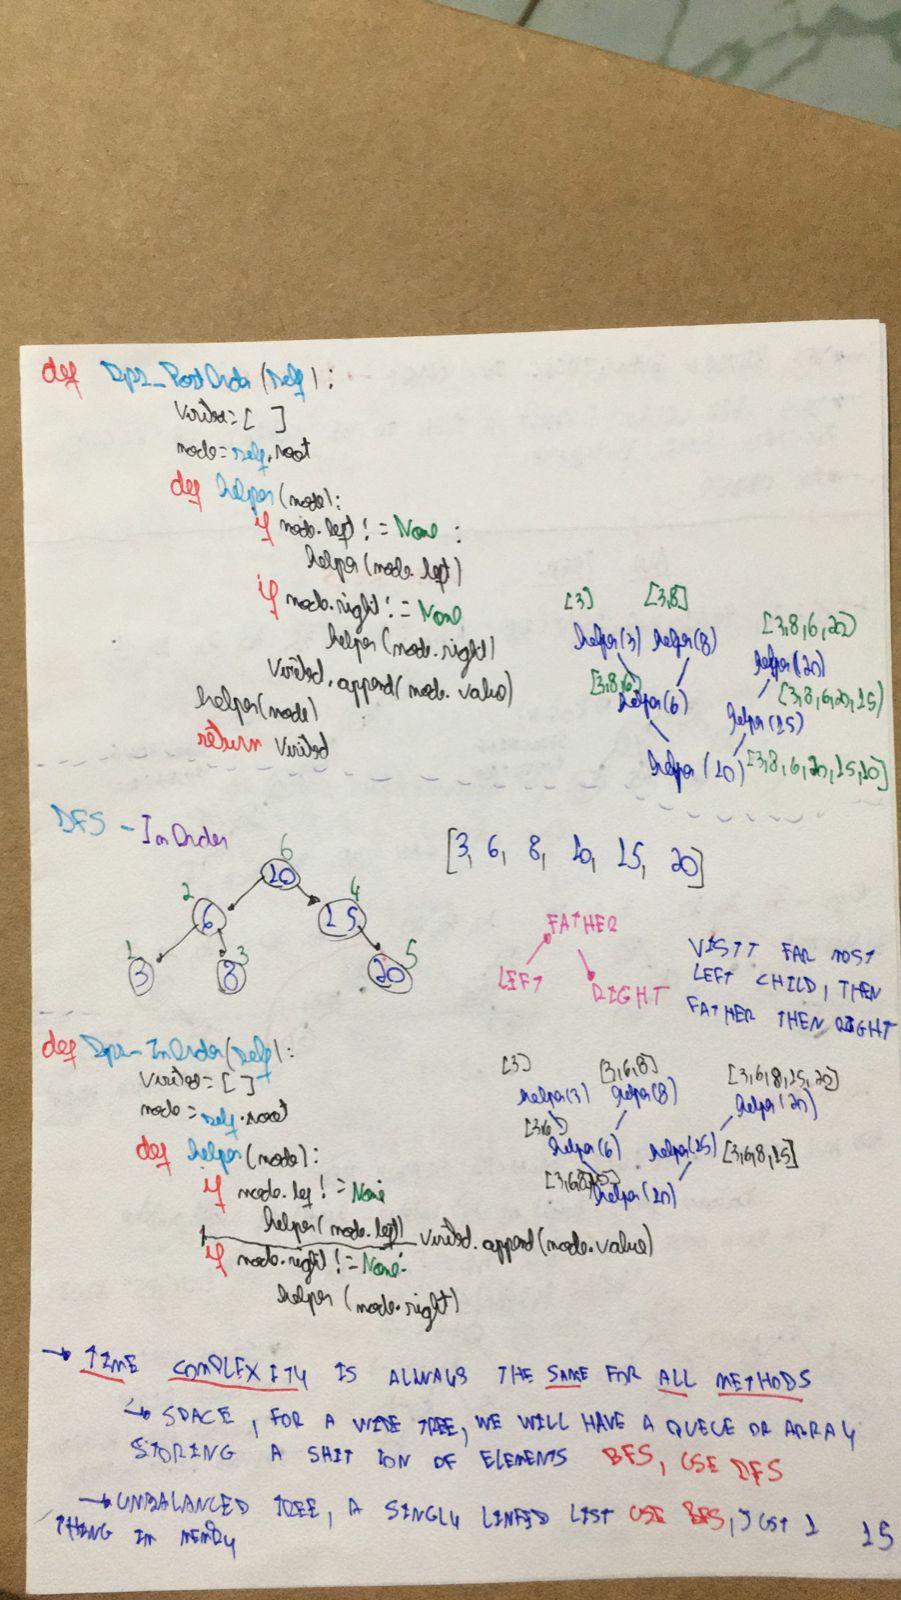 def Dfs_PostOrder(self):
visited=[ ]
node=self.root
def helper(node):
if node.left != None :
helper(node.left)
if node.right != None
helper(node.right)
visited.append(node.value)
helper(node)
return visited
[3] [3,8]
helper(3) helper(8)
[3,8,6]
helper(6)
[3,8,6,20]
helper(20)
[3,8,6,20,15]
helper(15)
helper(10) [3,8,6,20,15,10]
DFS - InOrder
[3, 6, 8, 10, 15, 20]
6
10
2
6
4
15
1
3
3
8
5
20
FATHER
LEFT
RIGHT
VISIT FAR MOST
LEFT CHILD, THEN
FATHER THEN RIGHT
def Dfs-InOrder(self):
visited=[ ]
node=self.root
def helper(node):
if node.lef != None
helper(node.left)
visited.append(node.value)
if node.right != None:
helper(node.right)
[3] [3,6,8]
helper(3) helper(8)
[3,6]
helper(6)
[3,6,8,15,20]
helper(20)
helper(15) [3,6,8,15]
→ TIME COMPLEXITY IS ALWAYS THE SAME FOR ALL METHODS
↳ SPACE, FOR A WIDE TREE, WE WILL HAVE A QUEUE OR ARRAY
STORING A SHIT TON OF ELEMENTS BFS, USE DFS
→ UNBALANCED TREE, A SINGLY LINKED LIST USE BFS, JUST 1
THING IN MEMORY
15